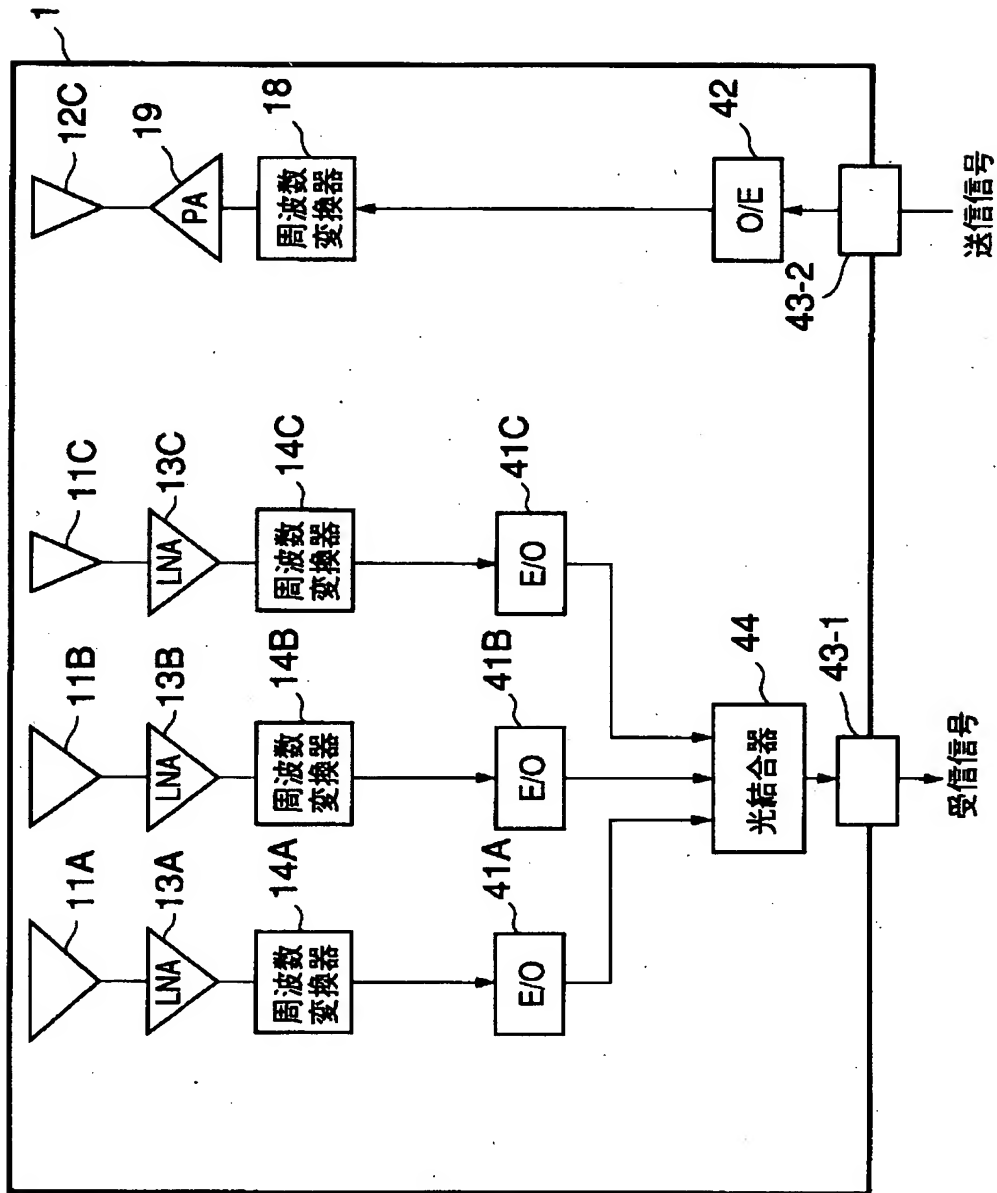 1
11A
11B
11C
12C
13A
13B
13C
19
LNA
LNA
LNA
PA
14A
14B
14C
18
周波数
変換器
周波数
変換器
周波数
変換器
周波数
変換器
41A
41B
41C
42
E/O
E/O
E/O
O/E
44
光結合器
43-1
43-2
受信信号
送信信号